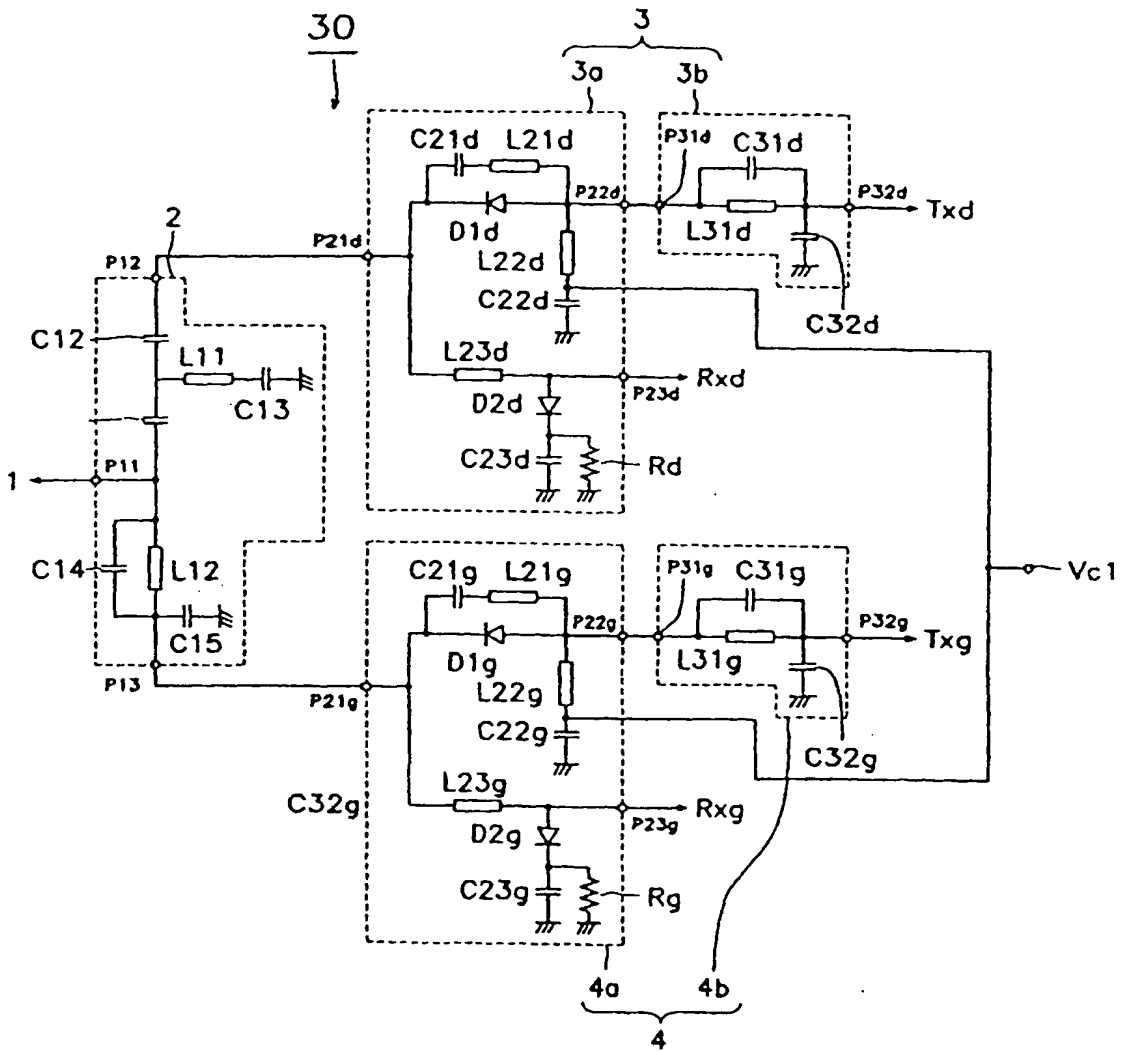 30
3
3a
3b
C21d
L21d
P31d
C31d
P22d
P32d
Txd
D1d
L31d
2
P21d
P12
L22d
C22d
C32d
C12
L11
L23d
Rxd
C13
D2d
P23d
1
P11
C23d
Rd
C14
L12
C21g
L21g
P31g
C31g
Vc1
P22g
P32g
Txg
C15
D1g
L31g
P13
P21g
L22g
C22g
C32g
L23g
C32g
Rxg
D2g
P23g
C23g
Rg
4a
4b
4